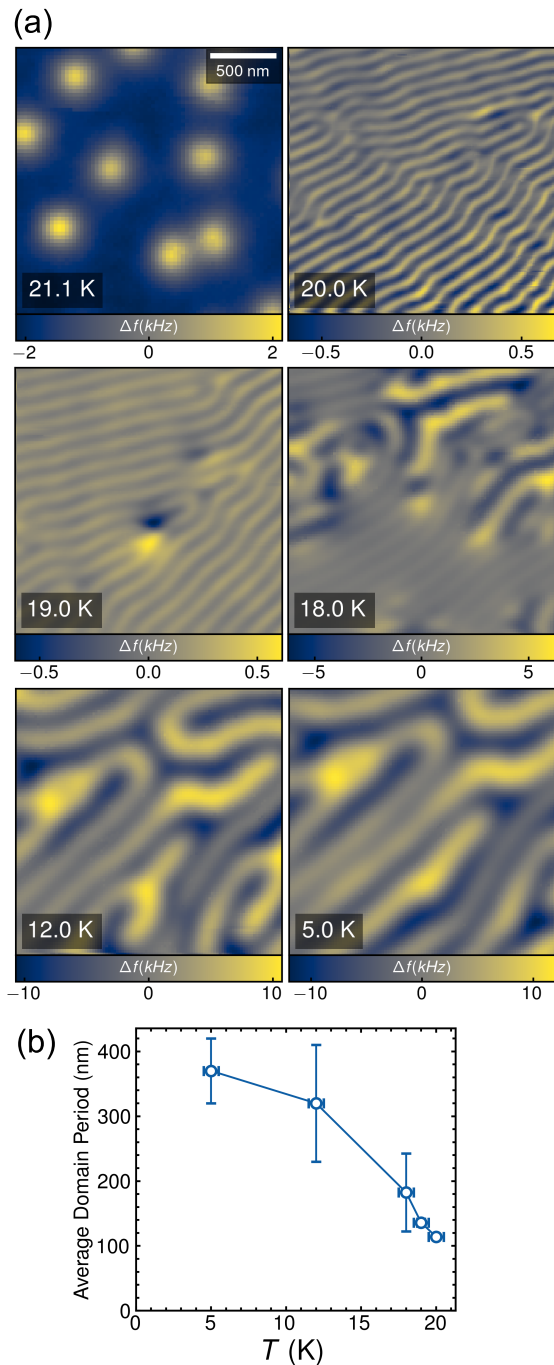 (a)
500 nm
21.1 K
20.0 K
Δf(kHz)
Δf(kHz)
−2 0 2
−0.5 0.0 0.5
19.0 K
18.0 K
Δf(kHz)
Δf(kHz)
−0.5 0.0 0.5
−5 0 5
12.0 K
5.0 K
Δf(kHz)
Δf(kHz)
−10 0 10
−10 0 10
(b)
Average Domain Period (nm)
400
300
200
100
0
0 5 10 15 20
T (K)